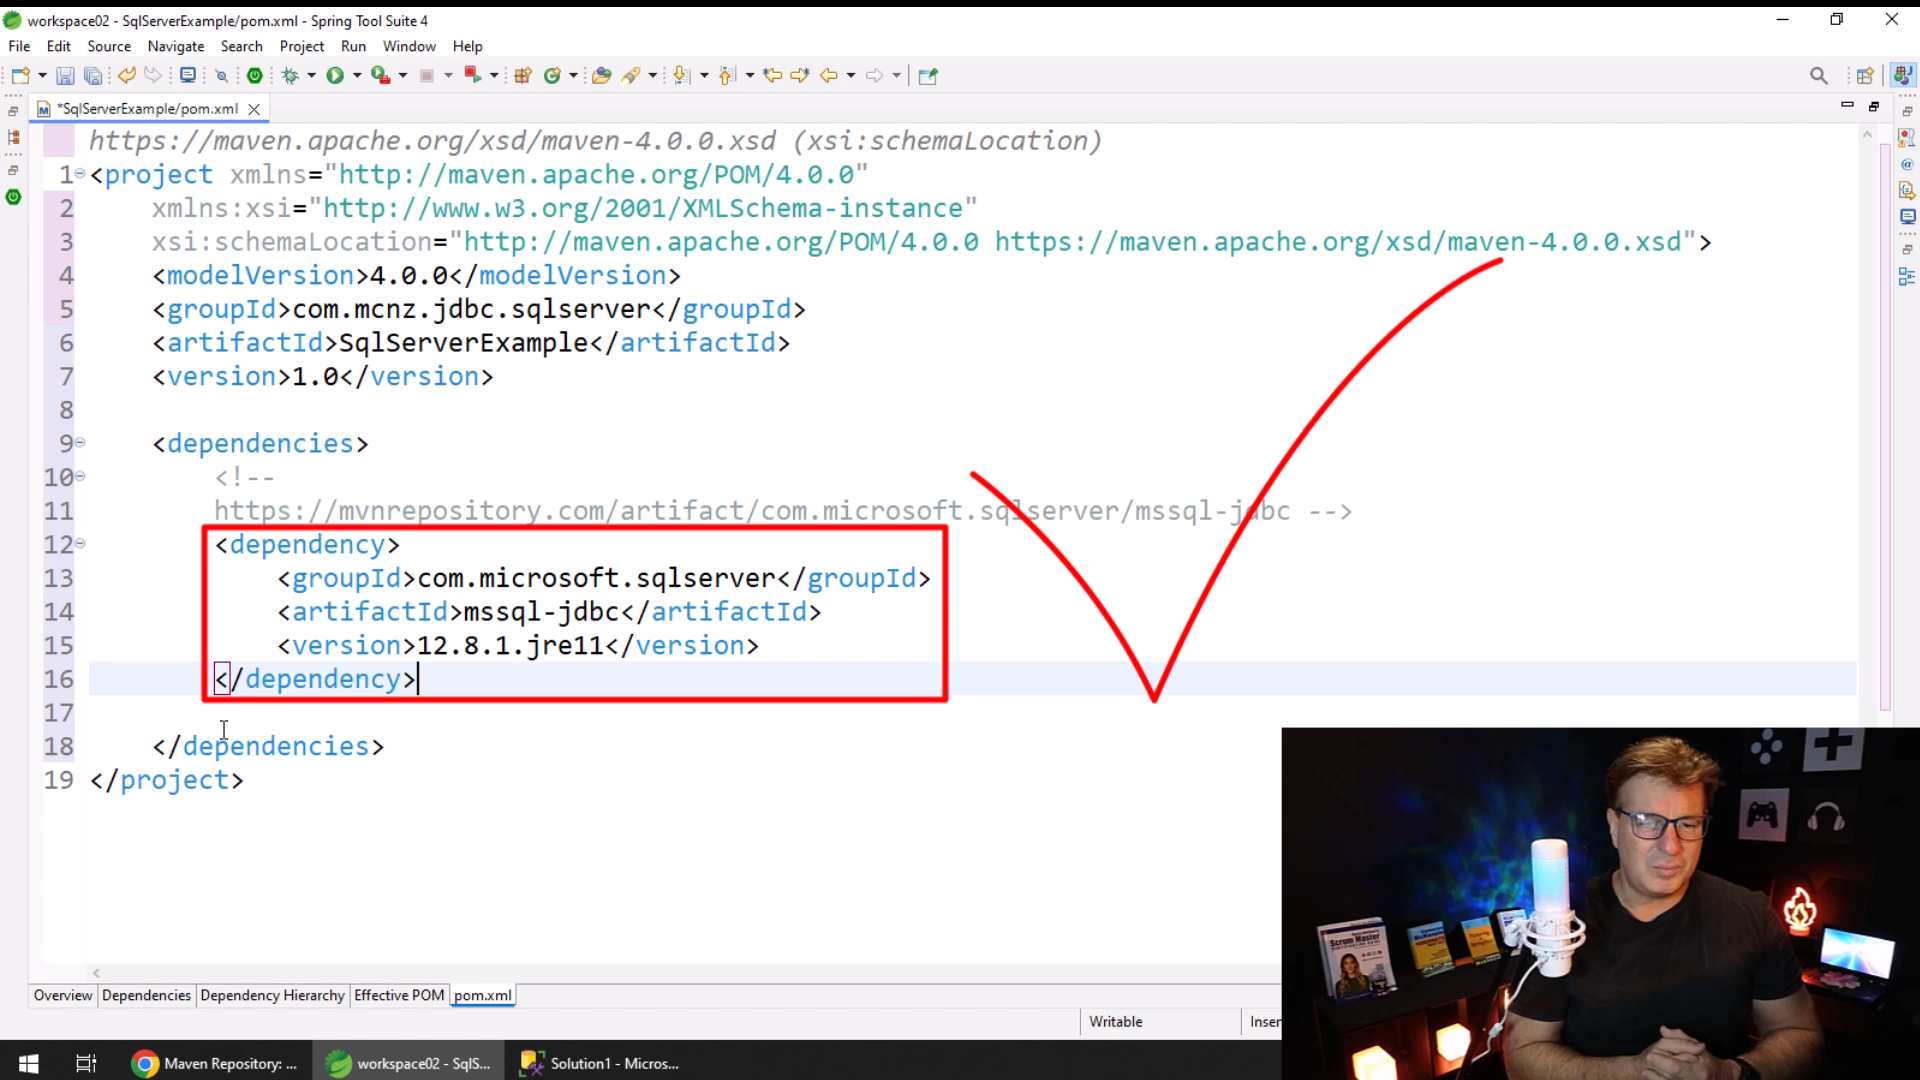 workspace02 - SqlServerExample/pom.xml - Spring Tool Suite 4
File Edit Source Navigate Search Project Run Window Help
*SqlServerExample/pom.xml
https://maven.apache.org/xsd/maven-4.0.0.xsd (xsi:schemaLocation)
1 <project xmlns="http://maven.apache.org/POM/4.0.0"
2 xmlns:xsi="http://www.w3.org/2001/XMLSchema-instance"
3 xsi:schemaLocation="http://maven.apache.org/POM/4.0.0 https://maven.apache.org/xsd/maven-4.0.0.xsd">
4 <modelVersion>4.0.0</modelVersion>
5 <groupId>com.mcnz.jdbc.sqlserver</groupId>
6 <artifactId>SqlServerExample</artifactId>
7 <version>1.0</version>
8
9 <dependencies>
10 <!--
11 https://mvnrepository.com/artifact/com.microsoft.sqlserver/mssql-jdbc -->
12 <dependency>
13 <groupId>com.microsoft.sqlserver</groupId>
14 <artifactId>mssql-jdbc</artifactId>
15 <version>12.8.1.jre11</version>
16 </dependency>
17
18 </dependencies>
19 </project>
Overview Dependencies Dependency Hierarchy Effective POM pom.xml
Writable Inser
Maven Repository: ... workspace02 - SqlS... Solution1 - Micros...
Scrum Master